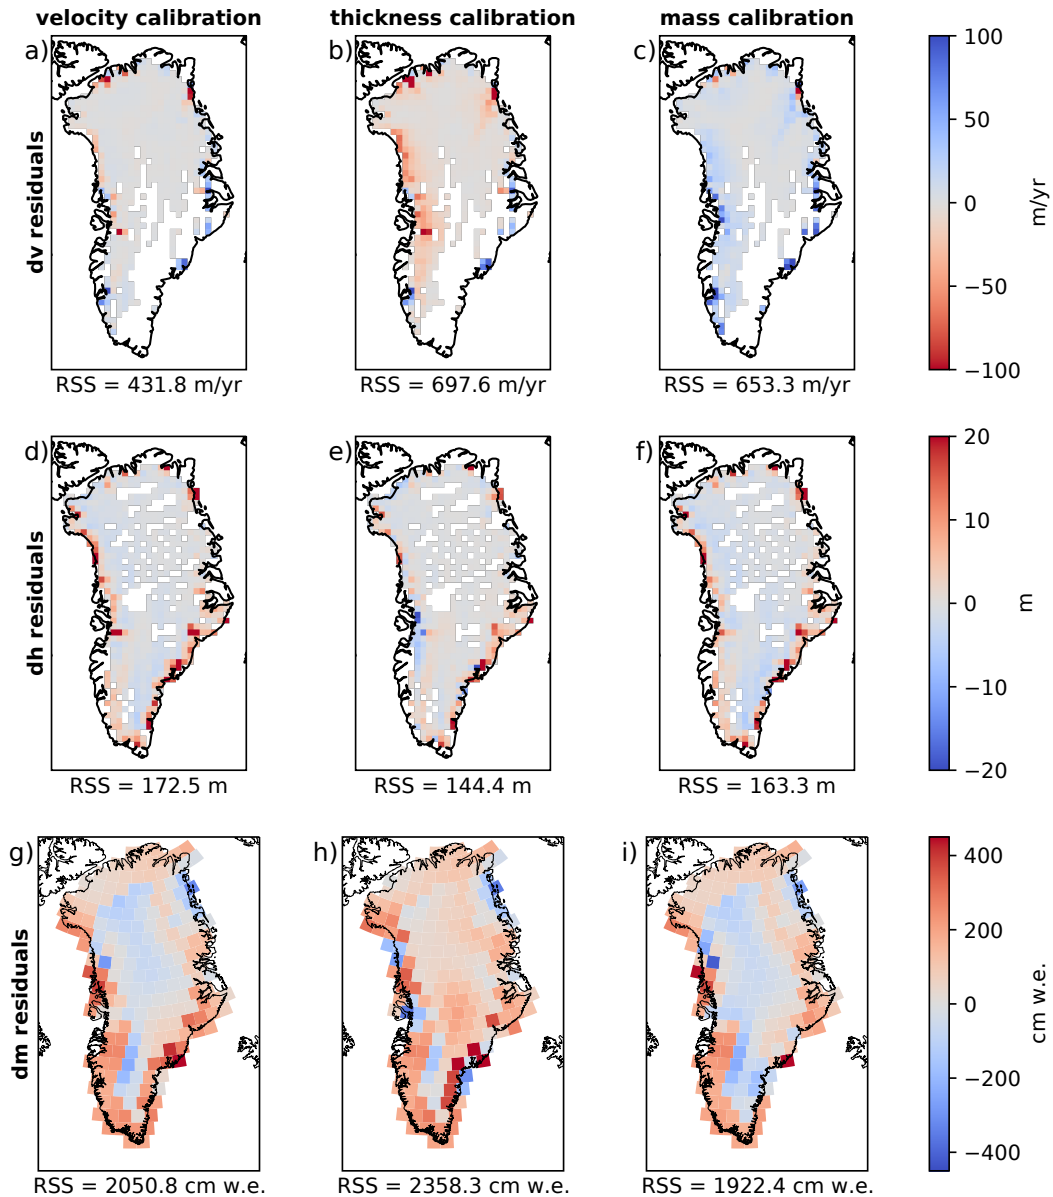 velocity calibration
thickness calibration
mass calibration
a)
b)
c)
dv residuals
100
50
0
−50
−100
m/yr
RSS = 431.8 m/yr
RSS = 697.6 m/yr
RSS = 653.3 m/yr
d)
e)
f)
dh residuals
20
10
0
−10
−20
m
RSS = 172.5 m
RSS = 144.4 m
RSS = 163.3 m
g)
h)
i)
dm residuals
400
200
0
−200
−400
cm w.e.
RSS = 2050.8 cm w.e.
RSS = 2358.3 cm w.e.
RSS = 1922.4 cm w.e.